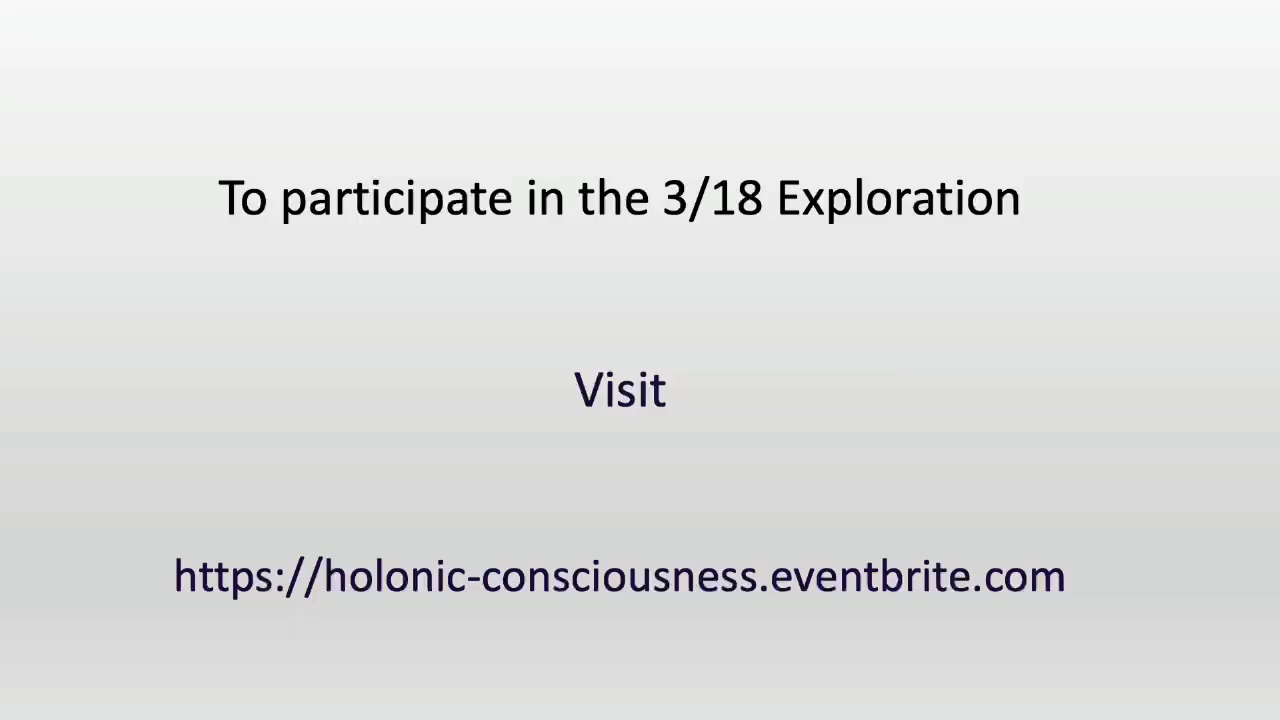 To participate in the 3/18 Exploration
Visit
https://holonic-consciousness.eventbrite.com